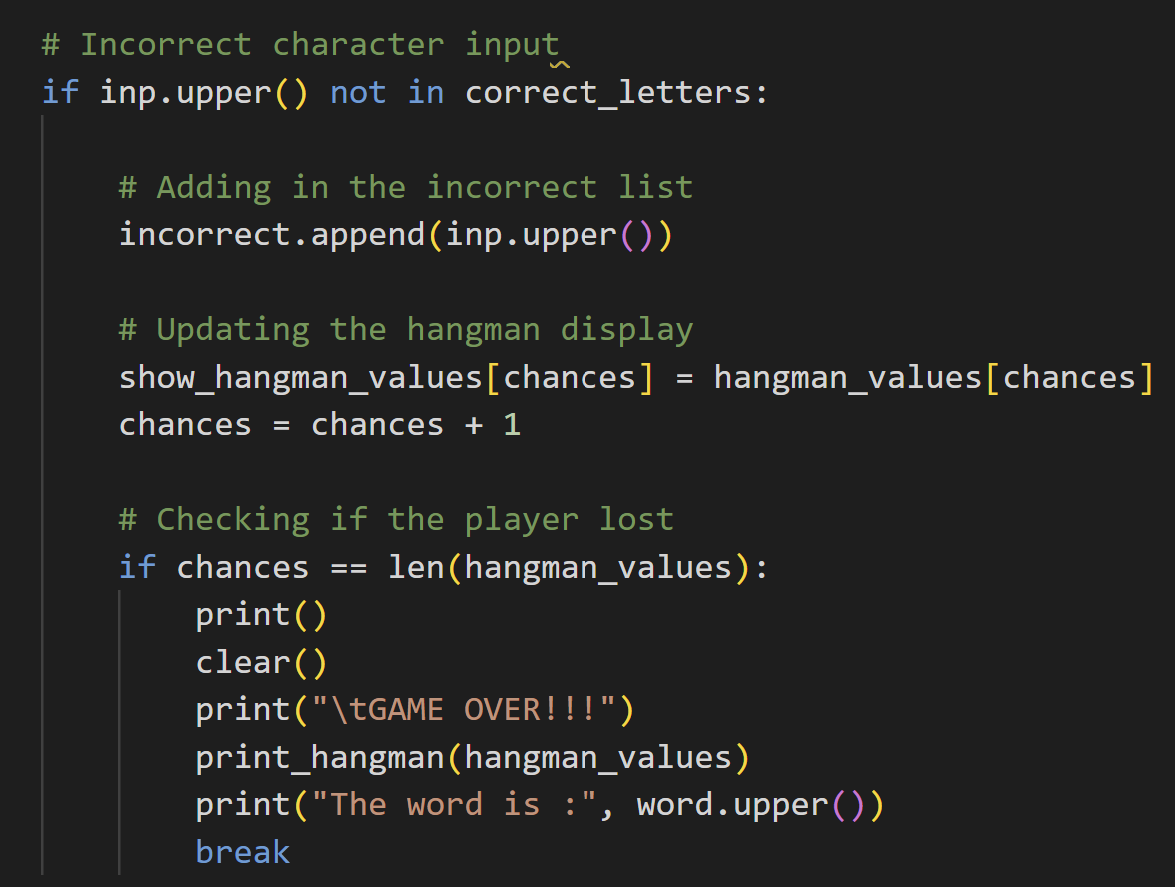 # Incorrect character input
if inp.upper() not in correct_letters:
# Adding in the incorrect list
incorrect.append(inp.upper())
# Updating the hangman display
show_hangman_values[chances] = hangman_values[chances]
chances = chances + 1
# Checking if the player lost
if chances == len(hangman_values):
print()
clear()
print("\tGAME OVER!!!")
print_hangman(hangman_values)
print("The word is :", word.upper())
break